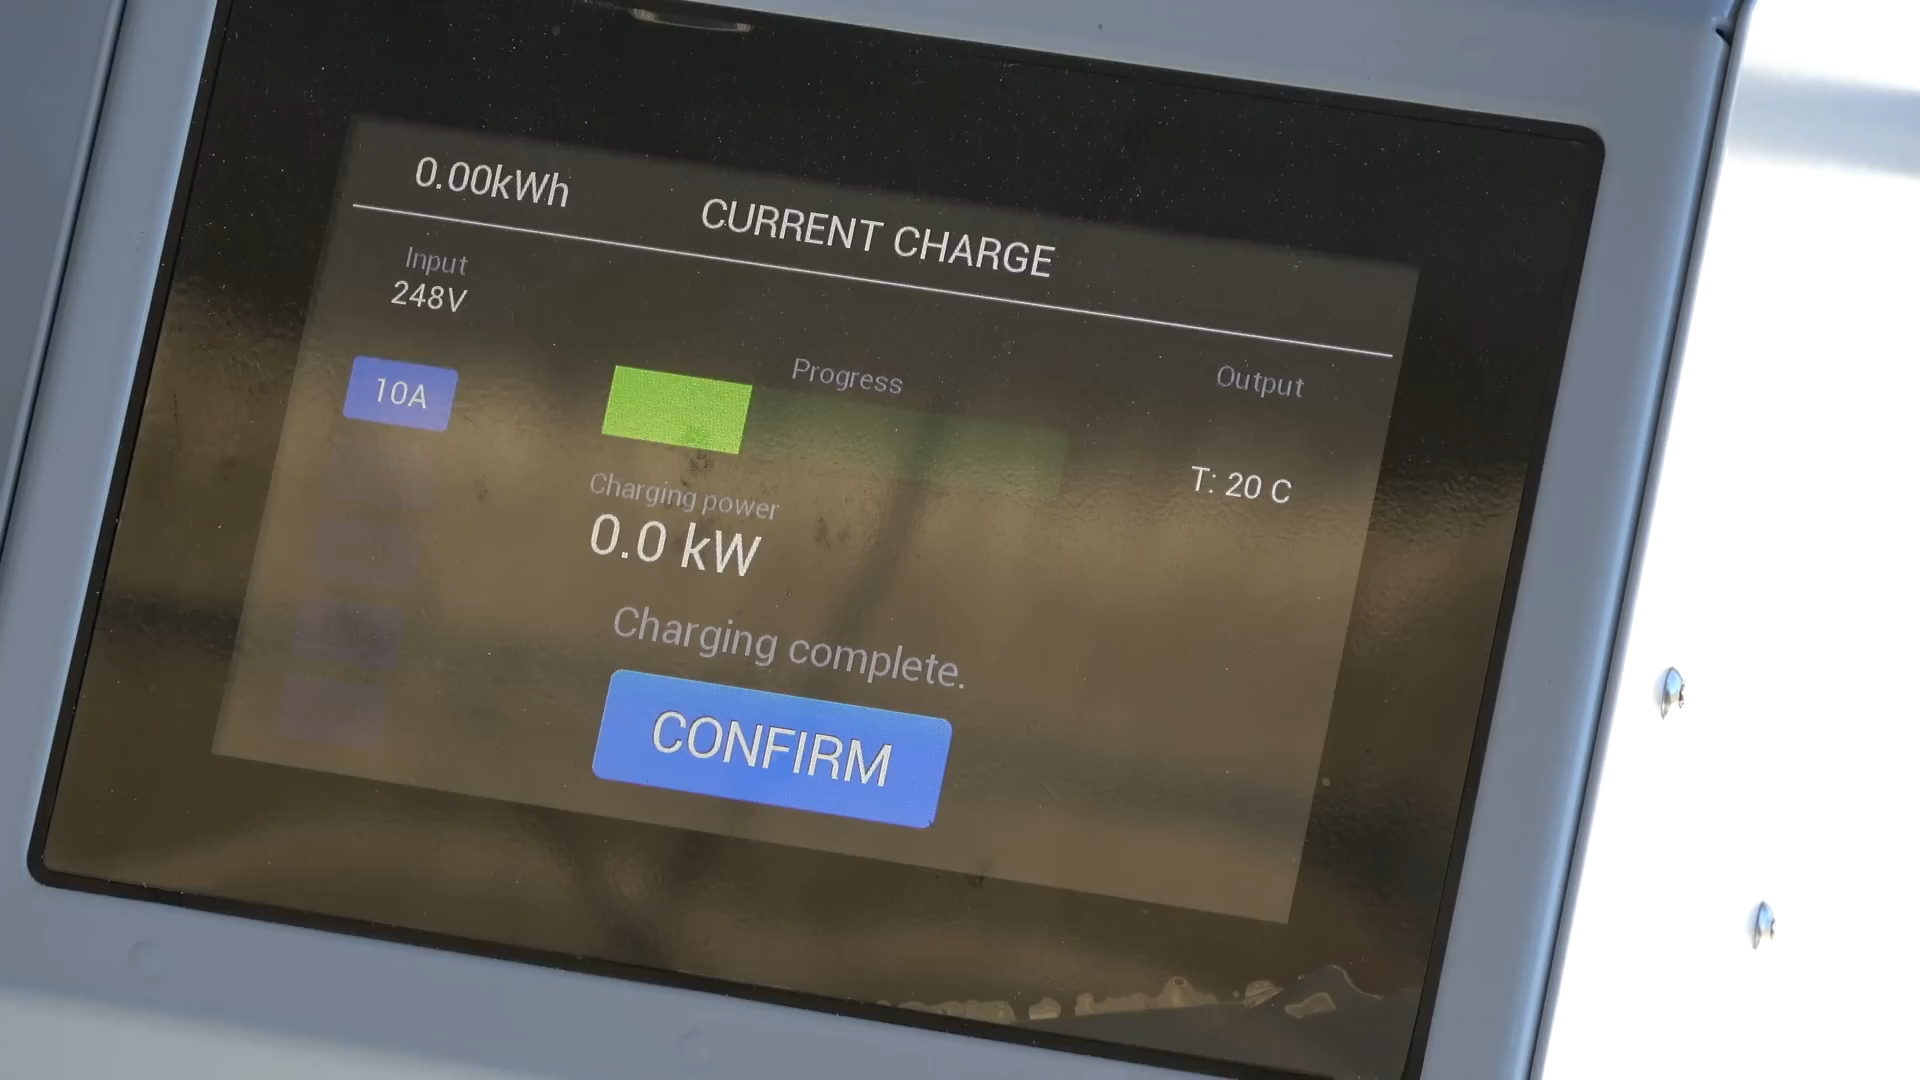 0.00kWh
CURRENT CHARGE
Input
248V
10A
Progress
Output
T: 20 C
Charging power
0.0 kW
Charging complete.
CONFIRM